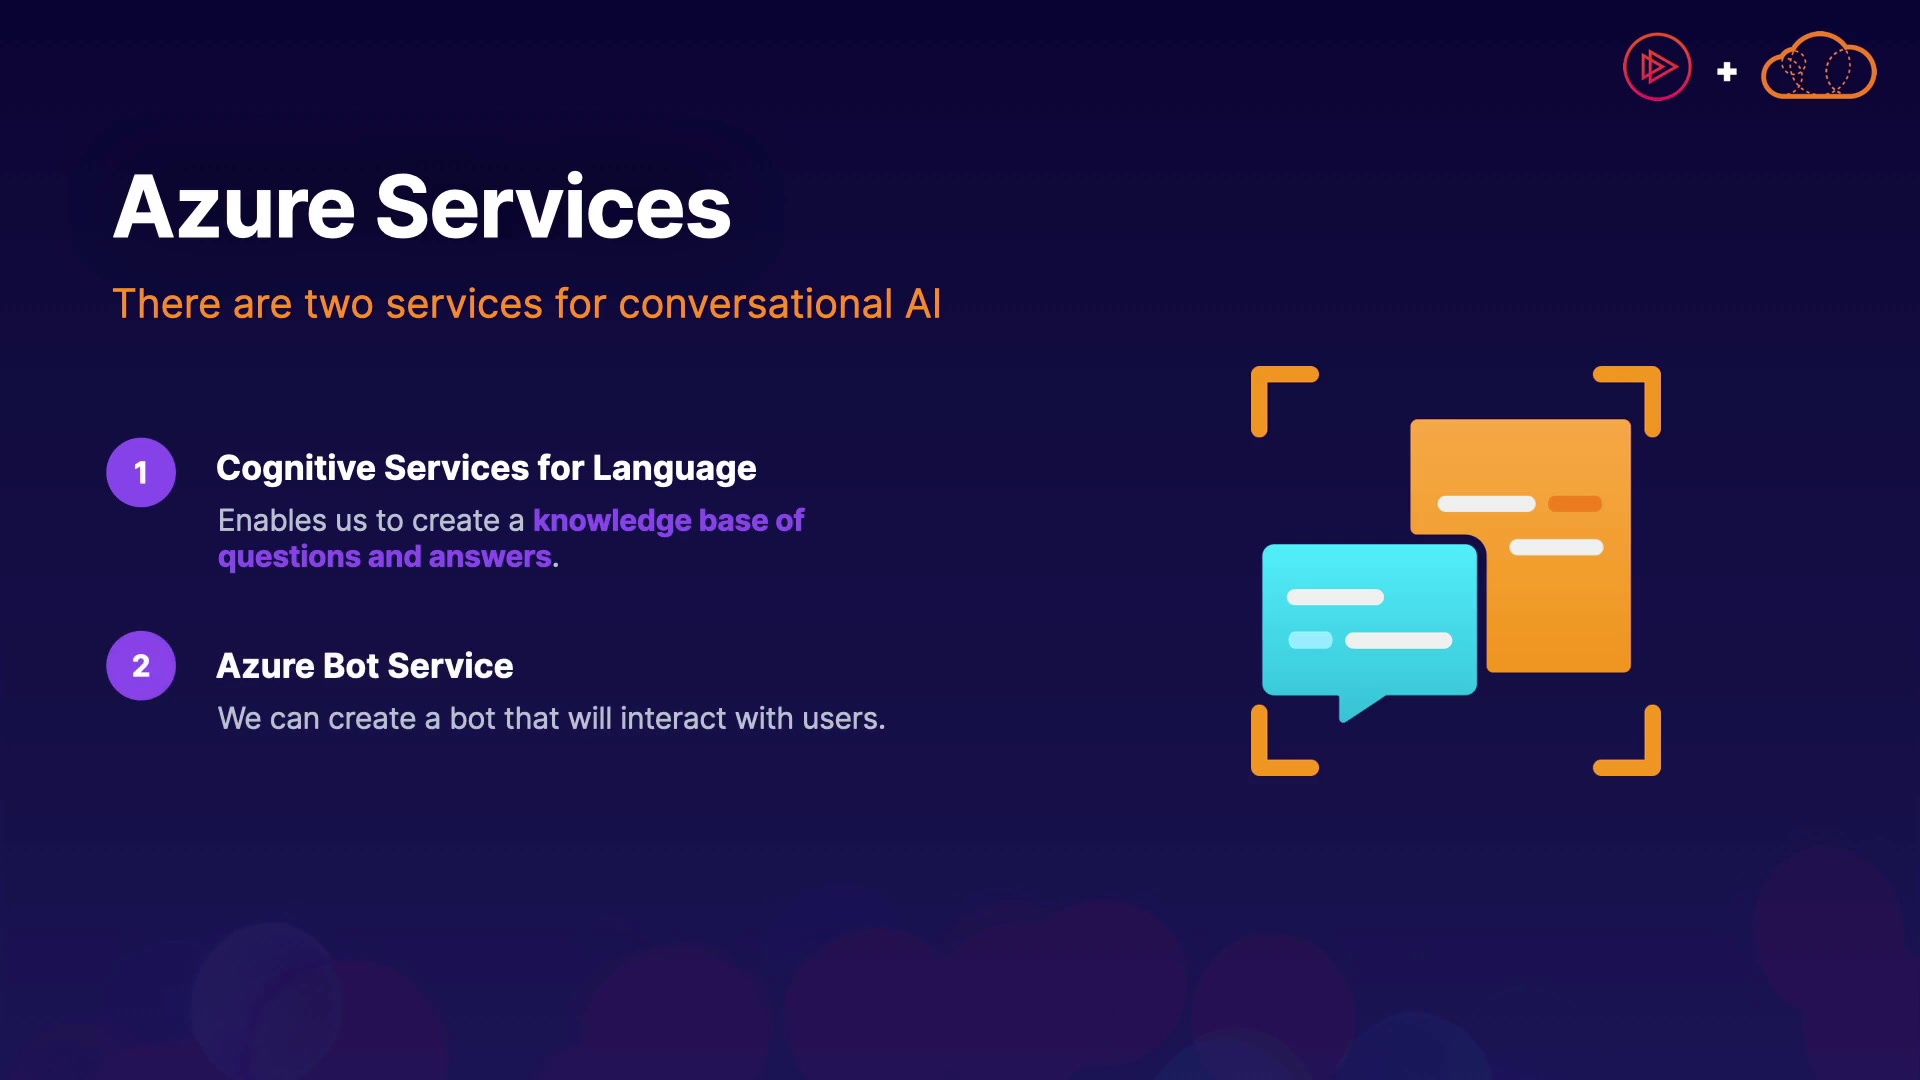 Azure Services
There are two services for conversational AI
1
Cognitive Services for Language
Enables us to create a knowledge base of
questions and answers.
2
Azure Bot Service
We can create a bot that will interact with users.